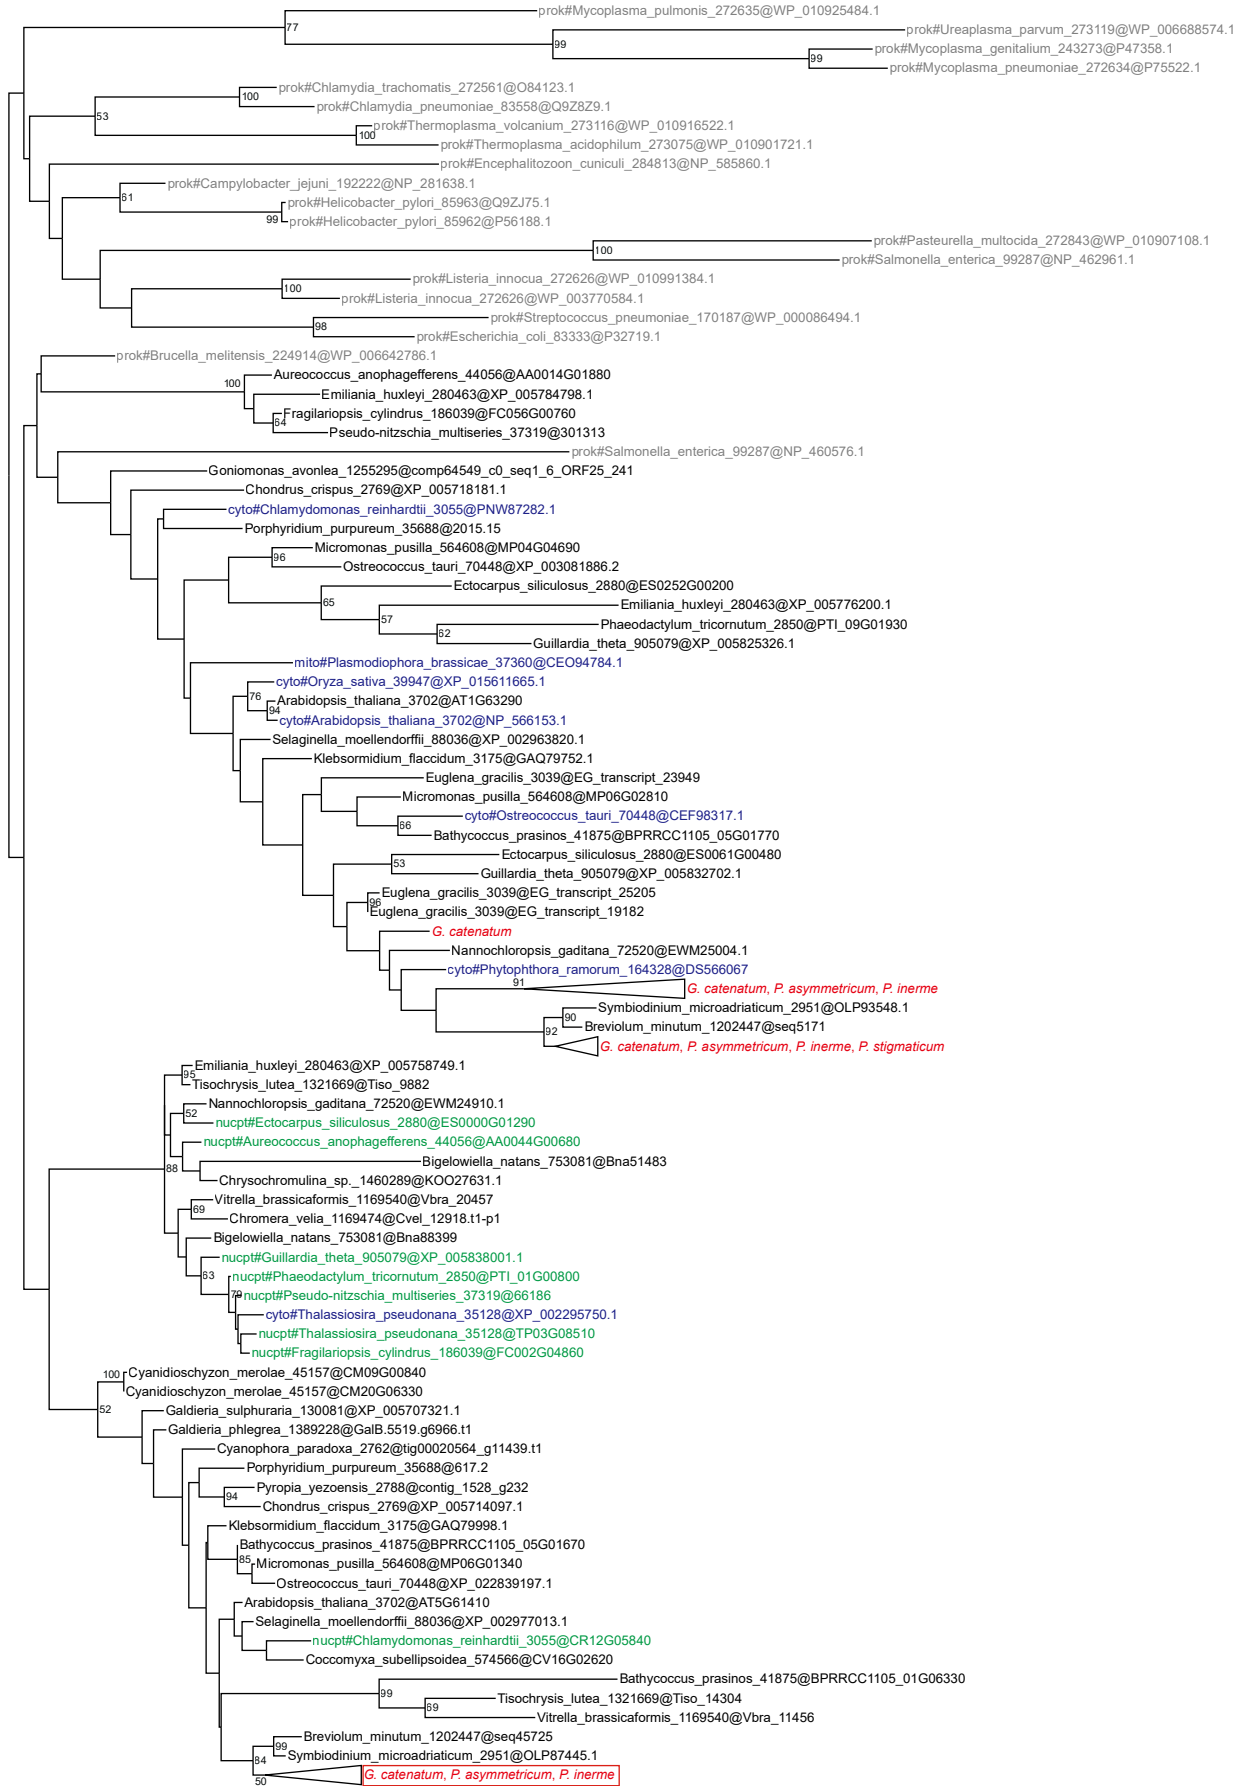 prok#Mycoplasma_pulmonis_272635@WP_010925484.1
77
prok#Ureaplasma_parvum_273119@WP_006688574.1
99
prok#Mycoplasma_genitalium_243273@P47358.1
99
prok#Mycoplasma_pneumoniae_272634@P75522.1
prok#Chlamydia_trachomatis_272561@O84123.1
100
prok#Chlamydia_pneumoniae_83558@Q9Z8Z9.1
53
prok#Thermoplasma_volcanium_273116@WP_010916522.1
100
prok#Thermoplasma_acidophilum_273075@WP_010901721.1
prok#Encephalitozoon_cuniculi_284813@NP_585860.1
prok#Campylobacter_jejuni_192222@NP_281638.1
61
prok#Helicobacter_pylori_85963@Q9ZJ75.1
99
prok#Helicobacter_pylori_85962@P56188.1
prok#Pasteurella_multocida_272843@WP_010907108.1
100
prok#Salmonella_enterica_99287@NP_462961.1
prok#Listeria_innocua_272626@WP_010991384.1
100
prok#Listeria_innocua_272626@WP_003770584.1
prok#Streptococcus_pneumoniae_170187@WP_000086494.1
98
prok#Escherichia_coli_83333@P32719.1
prok#Brucella_melitensis_224914@WP_006642786.1
Aureococcus_anophagefferens_44056@AA0014G01880
100
Emiliania_huxleyi_280463@XP_005784798.1
Fragilariopsis_cylindrus_186039@FC056G00760
64
Pseudo-nitzschia_multiseries_37319@301313
prok#Salmonella_enterica_99287@NP_460576.1
Goniomonas_avonlea_1255295@comp64549_c0_seq1_6_ORF25_241
Chondrus_crispus_2769@XP_005718181.1
cyto#Chlamydomonas_reinhardtii_3055@PNW87282.1
Porphyridium_purpureum_35688@2015.15
Micromonas_pusilla_564608@MP04G04690
96
Ostreococcus_tauri_70448@XP_003081886.2
Ectocarpus_siliculosus_2880@ES0252G00200
65
Emiliania_huxleyi_280463@XP_005776200.1
57
Phaeodactylum_tricornutum_2850@PTI_09G01930
62
Guillardia_theta_905079@XP_005825326.1
mito#Plasmodiophora_brassicae_37360@CEO94784.1
cyto#Oryza_sativa_39947@XP_015611665.1
76
Arabidopsis_thaliana_3702@AT1G63290
94
cyto#Arabidopsis_thaliana_3702@NP_566153.1
Selaginella_moellendorffii_88036@XP_002963820.1
Klebsormidium_flaccidum_3175@GAQ79752.1
Euglena_gracilis_3039@EG_transcript_23949
Micromonas_pusilla_564608@MP06G02810
cyto#Ostreococcus_tauri_70448@CEF98317.1
66
Bathycoccus_prasinos_41875@BPRRCC1105_05G01770
Ectocarpus_siliculosus_2880@ES0061G00480
53
Guillardia_theta_905079@XP_005832702.1
Euglena_gracilis_3039@EG_transcript_25205
96
Euglena_gracilis_3039@EG_transcript_19182
G. catenatum
Nannochloropsis_gaditana_72520@EWM25004.1
cyto#Phytophthora_ramorum_164328@DS566067
91
G. catenatum, P. asymmetricum, P. inerme
Symbiodinium_microadriaticum_2951@OLP93548.1
90
Breviolum_minutum_1202447@seq5171
92
G. catenatum, P. asymmetricum, P. inerme, P. stigmaticum
Emiliania_huxleyi_280463@XP_005758749.1
95
Tisochrysis_lutea_1321669@Tiso_9882
Nannochloropsis_gaditana_72520@EWM24910.1
52
nucpt#Ectocarpus_siliculosus_2880@ES0000G01290
nucpt#Aureococcus_anophagefferens_44056@AA0044G00680
Bigelowiella_natans_753081@Bna51483
88
Chrysochromulina_sp._1460289@KOO27631.1
Vitrella_brassicaformis_1169540@Vbra_20457
69
Chromera_velia_1169474@Cvel_12918.t1-p1
Bigelowiella_natans_753081@Bna88399
nucpt#Guillardia_theta_905079@XP_005838001.1
63
nucpt#Phaeodactylum_tricornutum_2850@PTI_01G00800
79
nucpt#Pseudo-nitzschia_multiseries_37319@66186
cyto#Thalassiosira_pseudonana_35128@XP_002295750.1
nucpt#Thalassiosira_pseudonana_35128@TP03G08510
nucpt#Fragilariopsis_cylindrus_186039@FC002G04860
100
Cyanidioschyzon_merolae_45157@CM09G00840
Cyanidioschyzon_merolae_45157@CM20G06330
52
Galdieria_sulphuraria_130081@XP_005707321.1
Galdieria_phlegrea_1389228@GalB.5519.g6966.t1
Cyanophora_paradoxa_2762@tig00020564_g11439.t1
Porphyridium_purpureum_35688@617.2
Pyropia_yezoensis_2788@contig_1528_g232
94
Chondrus_crispus_2769@XP_005714097.1
Klebsormidium_flaccidum_3175@GAQ79998.1
Bathycoccus_prasinos_41875@BPRRCC1105_05G01670
85
Micromonas_pusilla_564608@MP06G01340
Ostreococcus_tauri_70448@XP_022839197.1
Arabidopsis_thaliana_3702@AT5G61410
Selaginella_moellendorffii_88036@XP_002977013.1
nucpt#Chlamydomonas_reinhardtii_3055@CR12G05840
Coccomyxa_subellipsoidea_574566@CV16G02620
Bathycoccus_prasinos_41875@BPRRCC1105_01G06330
99
Tisochrysis_lutea_1321669@Tiso_14304
69
Vitrella_brassicaformis_1169540@Vbra_11456
Breviolum_minutum_1202447@seq45725
99
Symbiodinium_microadriaticum_2951@OLP87445.1
84
G. catenatum, P. asymmetricum, P. inerme
50